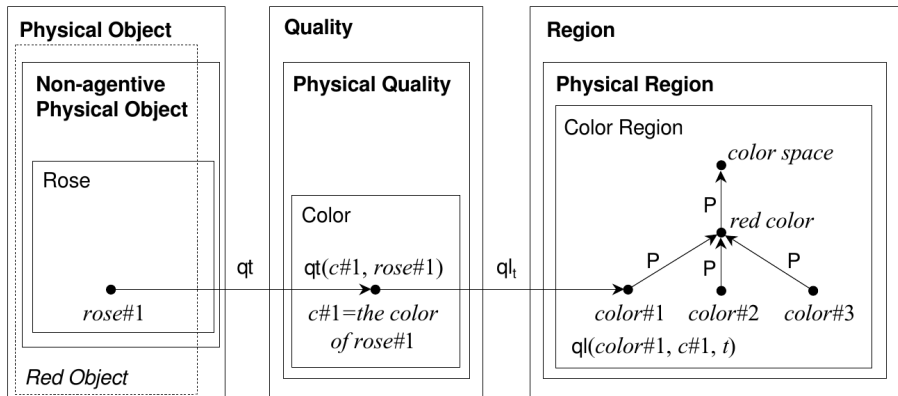 Physical Object
Non-agentive
Physical Object
Rose
rose#1
Red Object
qt
Quality
Physical Quality
Color
qt(c#1, rose#1)
c#1=the color
of rose#1
ql_t
Region
Physical Region
Color Region
color space
P
red color
P
P
P
color#1
color#2
color#3
ql(color#1, c#1, t)